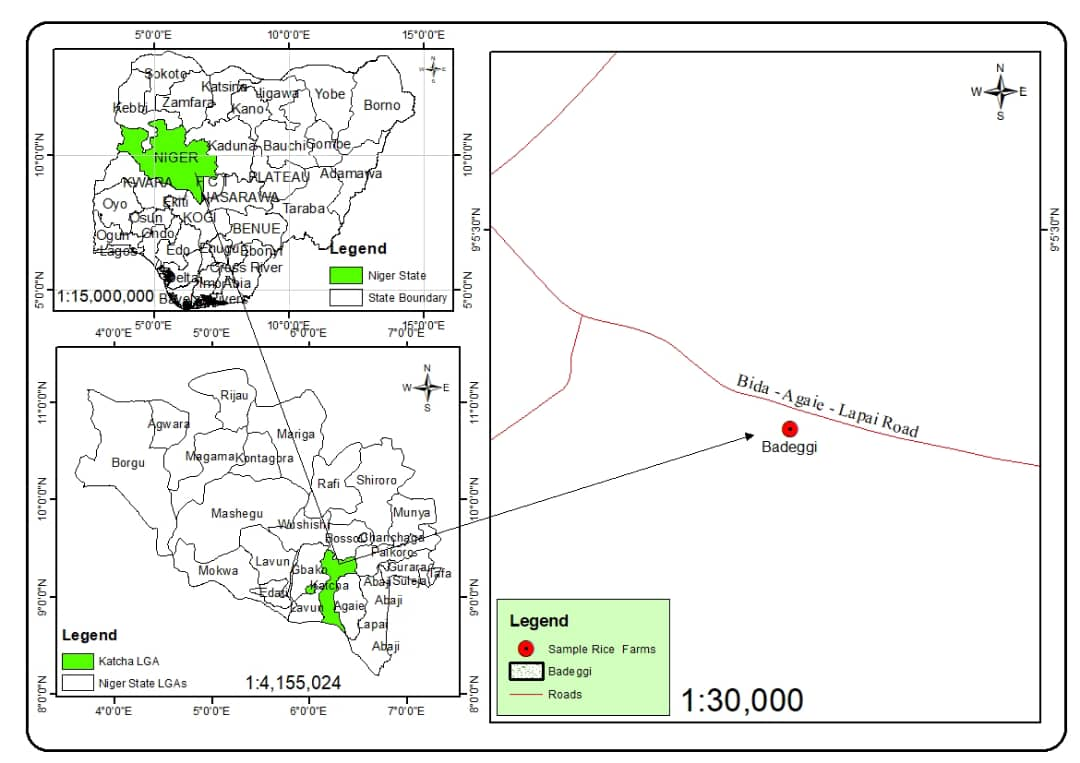 5°0'0"E 10°0'0"E 15°0'0"E
10°0'0"N
5°0'0"N
10°0'0"N
5°0'0"N
N
W E
S
Sokoto
Katsina
Jigawa
Yobe
Borno
Kebbi
Zamfara
Kano
NIGER
Kaduna
Bauchi
Gombe
KWARA
F C T
PLATEAU
Adamawa
NASARAWA
Oyo
Ekiti
Taraba
Osun
KOGI
BENUE
Ogun
Ondo
Lagos
Edo
Enugu
Ebonyi
Cross River
Delta
Imo
Abia
Rivers
Legend
Niger State
State Boundary
1:15,000,000
5°0'0"E 10°0'0"E 15°0'0"E
4°0'0"E 5°0'0"E 6°0'0"E 7°0'0"E
11°0'0"N
10°0'0"N
9°0'0"N
8°0'0"N
11°0'0"N
10°0'0"N
9°0'0"N
8°0'0"N
N
W E
S
Rijau
Agwara
Mariga
Borgu
Magama
Kontagora
Rafi
Shiroro
Mashegu
Munya
Wushishi
Bosso
Chanchaga
Paikoro
Lavun
Gbako
Gurara
Tafa
Mokwa
Katcha
Abaji
Suleja
Lavun
Agaie
Abaji
Lapai
Abaji
Legend
Katcha LGA
Niger State LGAs
1:4,155,024
4°0'0"E 5°0'0"E 6°0'0"E 7°0'0"E
N
W E
S
9°5'30"N
9°5'30"N
Bida - Agaie - Lapai Road
Badeggi
Legend
Sample Rice Farms
Badeggi
Roads
1:30,000